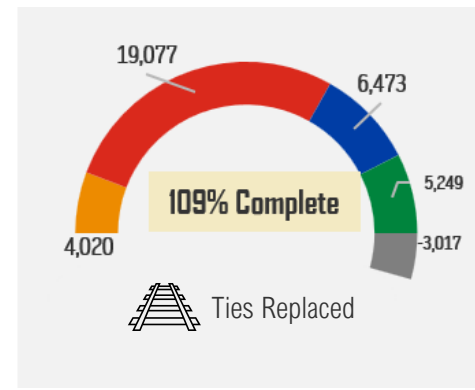 19,077
6,473
5,249
4,020
-3,017
109% Complete
Ties Replaced